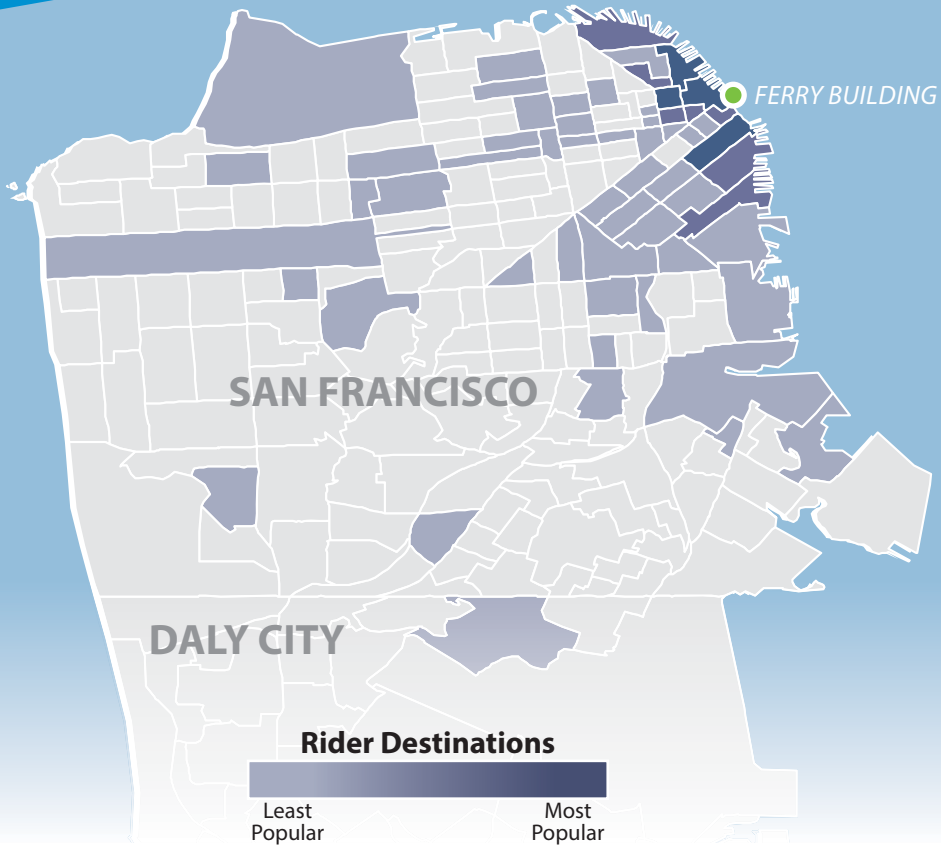 FERRY BUILDING
SAN FRANCISCO
DALY CITY
Rider Destinations
Least
Popular
Most
Popular